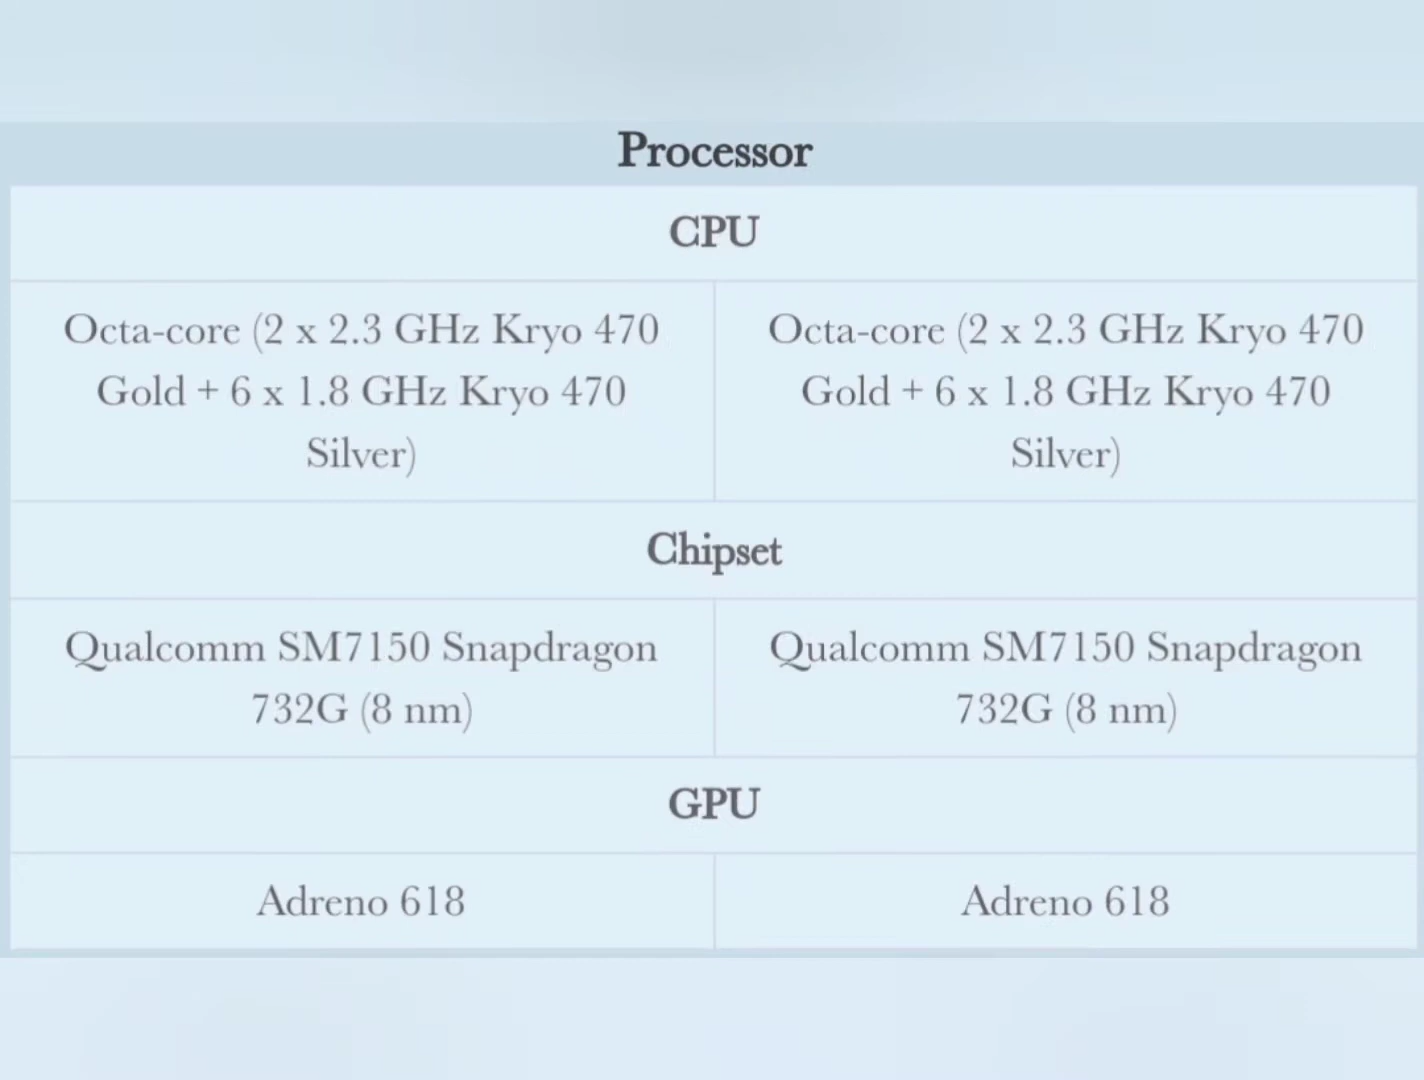 Processor
CPU
Octa-core (2 x 2.3 GHz Kryo 470
Gold + 6 x 1.8 GHz Kryo 470
Silver)
Octa-core (2 x 2.3 GHz Kryo 470
Gold + 6 x 1.8 GHz Kryo 470
Silver)
Chipset
Qualcomm SM7150 Snapdragon
732G (8 nm)
Qualcomm SM7150 Snapdragon
732G (8 nm)
GPU
Adreno 618
Adreno 618